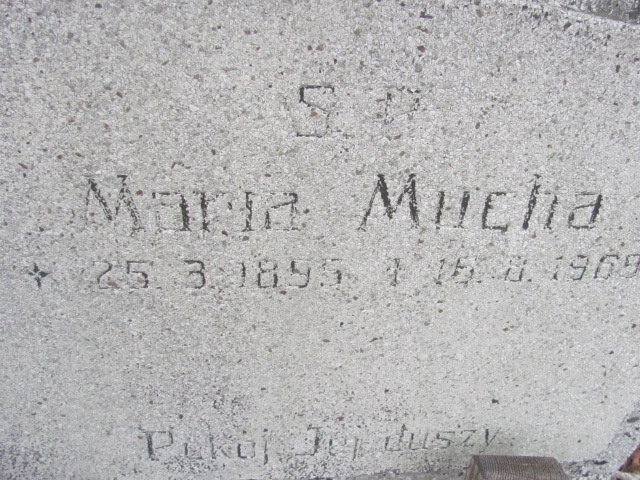 S. P.
Maria Mucha
* 25. 3. 1895 † 15. 8. 1969
Pokój Jej duszy